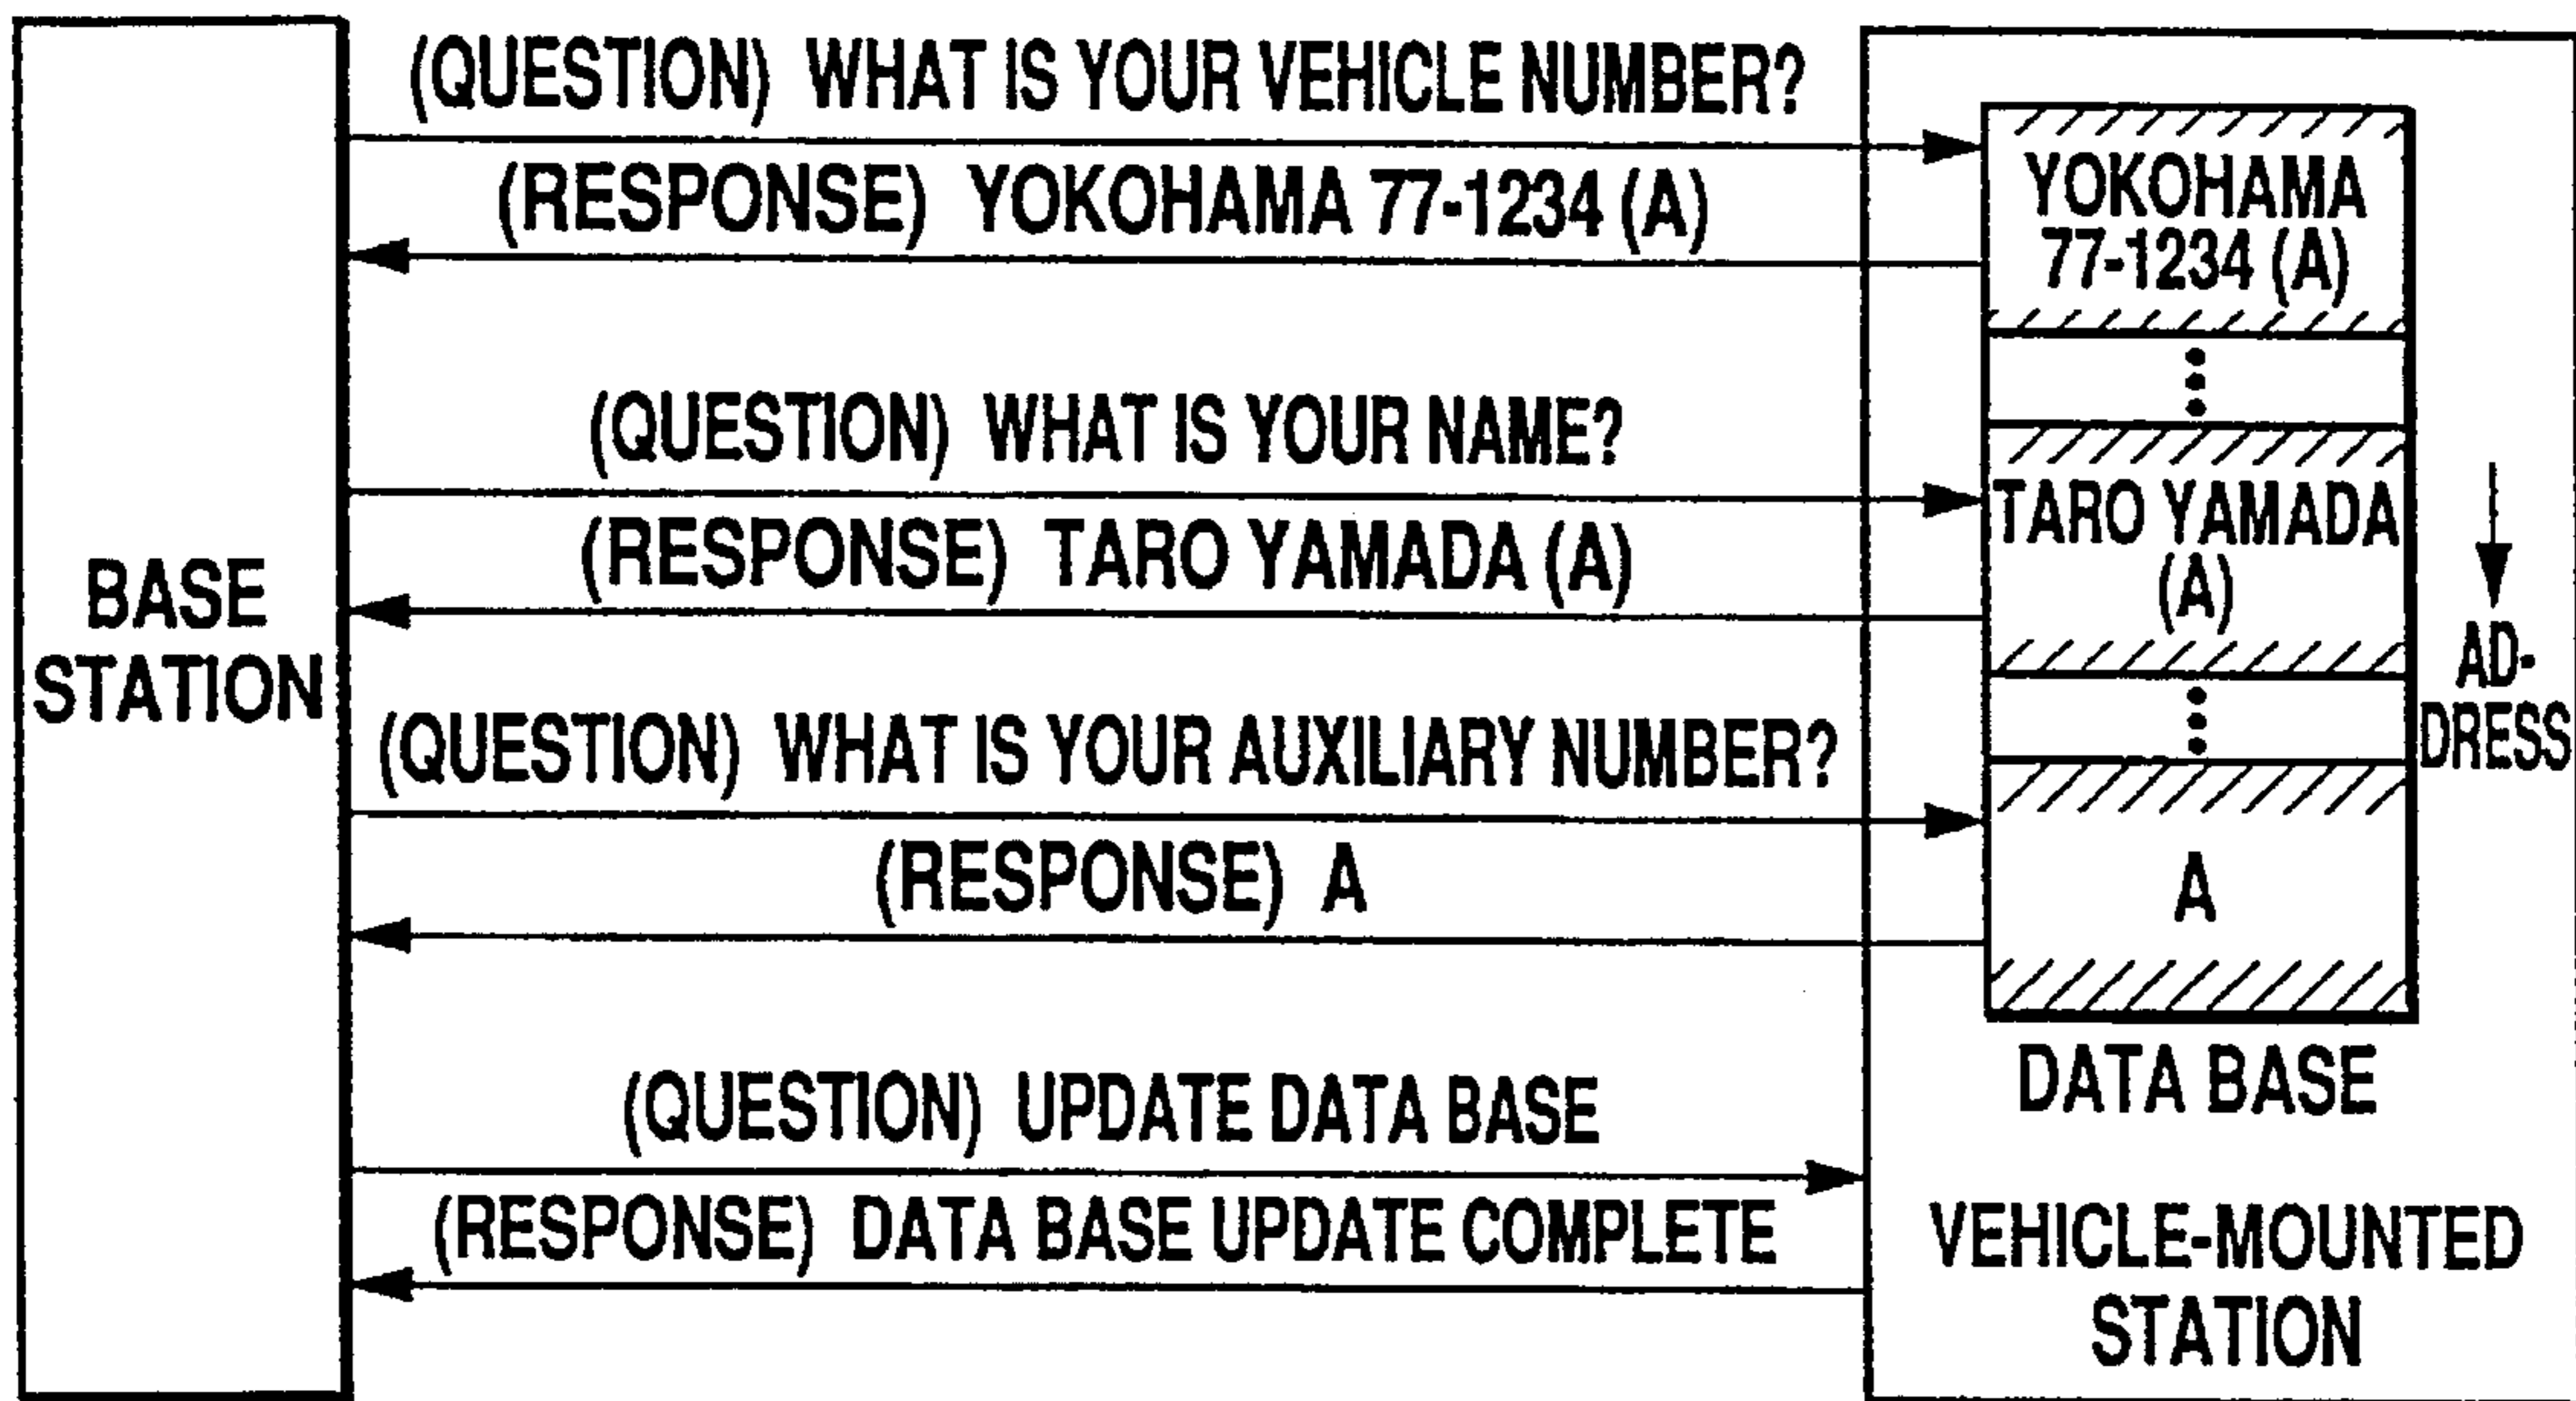 (QUESTION) WHAT IS YOUR VEHICLE NUMBER?
(RESPONSE) YOKOHAMA 77-1234 (A)
(QUESTION) WHAT IS YOUR NAME?
(RESPONSE) TARO YAMADA (A)
(QUESTION) WHAT IS YOUR AUXILIARY NUMBER?
(RESPONSE) A
(QUESTION) UPDATE DATA BASE
(RESPONSE) DATA BASE UPDATE COMPLETE
BASE
STATION
YOKOHAMA
77-1234 (A)
TARO YAMADA
(A)
A
AD-
DRESS
DATA BASE
VEHICLE-MOUNTED
STATION